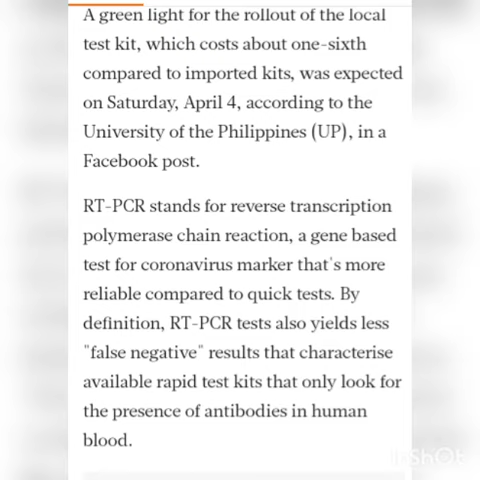 A green light for the rollout of the local
test kit, which costs about one-sixth
compared to imported kits, was expected
on Saturday, April 4, according to the
University of the Philippines (UP), in a
Facebook post.
RT-PCR stands for reverse transcription
polymerase chain reaction, a gene based
test for coronavirus marker that's more
reliable compared to quick tests. By
definition, RT-PCR tests also yields less
"false negative" results that characterise
available rapid test kits that only look for
the presence of antibodies in human
blood.
InShOt